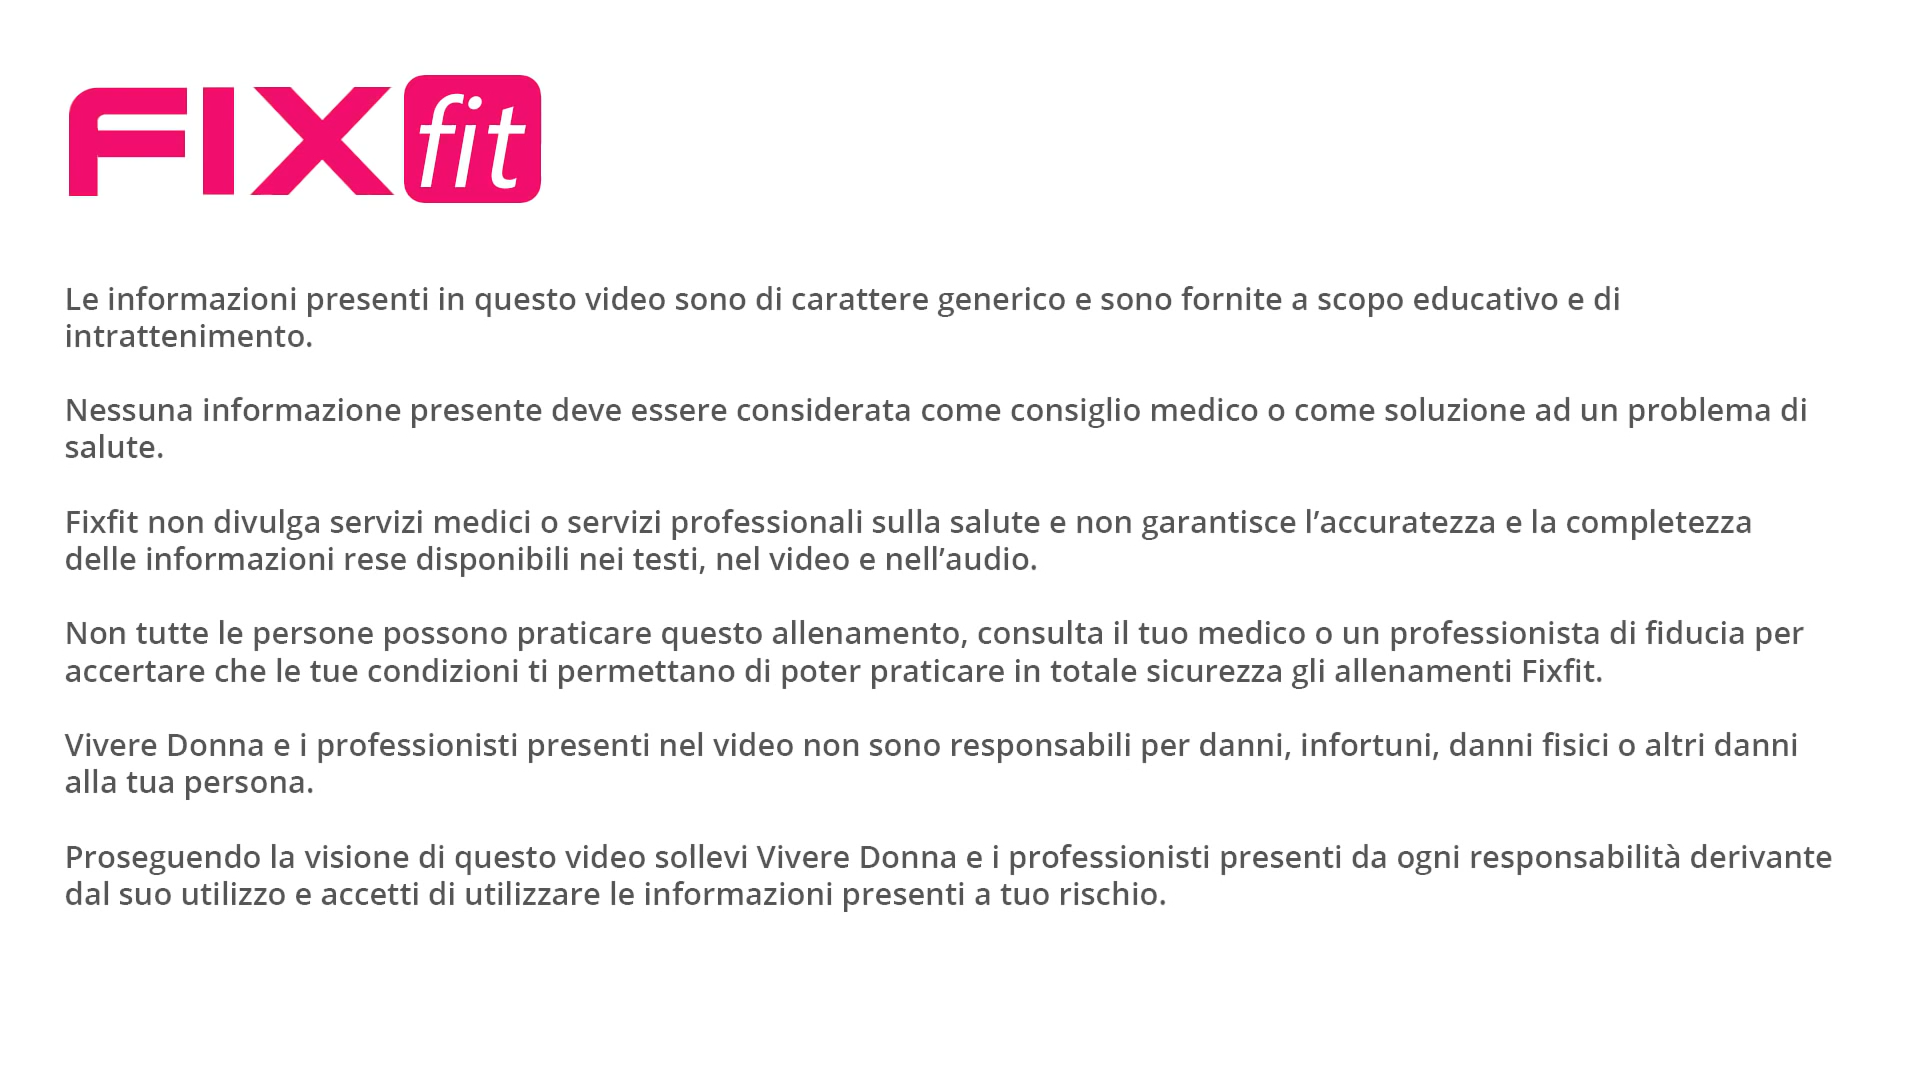 FIXfit
Le informazioni presenti in questo video sono di carattere generico e sono fornite a scopo educativo e di
intrattenimento.
Nessuna informazione presente deve essere considerata come consiglio medico o come soluzione ad un problema di
salute.
Fixfit non divulga servizi medici o servizi professionali sulla salute e non garantisce l’accuratezza e la completezza
delle informazioni rese disponibili nei testi, nel video e nell’audio.
Non tutte le persone possono praticare questo allenamento, consulta il tuo medico o un professionista di fiducia per
accertare che le tue condizioni ti permettano di poter praticare in totale sicurezza gli allenamenti Fixfit.
Vivere Donna e i professionisti presenti nel video non sono responsabili per danni, infortuni, danni fisici o altri danni
alla tua persona.
Proseguendo la visione di questo video sollevi Vivere Donna e i professionisti presenti da ogni responsabilità derivante
dal suo utilizzo e accetti di utilizzare le informazioni presenti a tuo rischio.